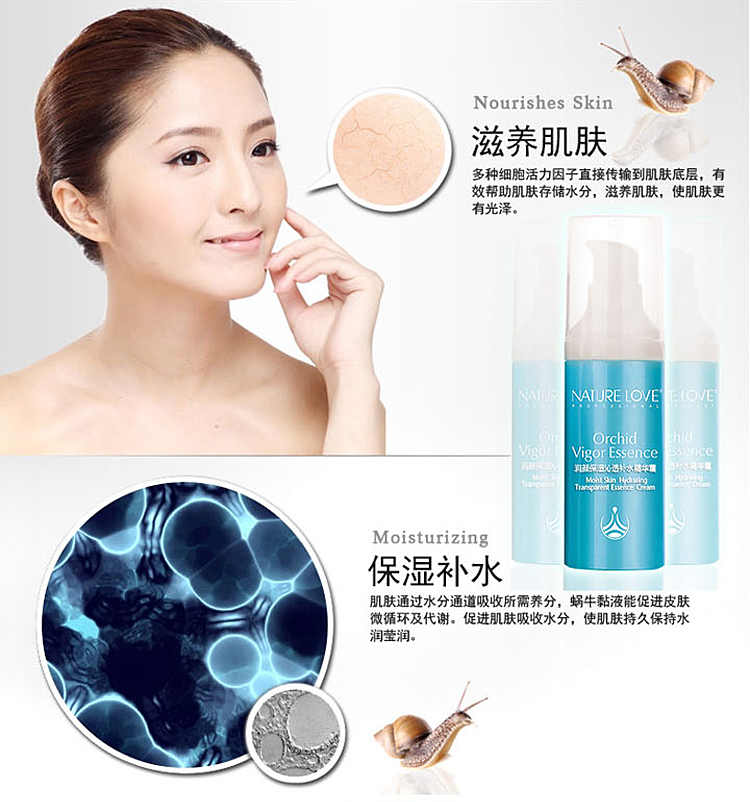 Nourishes Skin
滋养肌肤
多种细胞活力因子直接传输到肌肤底层，有
效帮助肌肤存储水分，滋养肌肤，使肌肤更
有光泽。
NATURE LOVE®
PROFESSIONAL
Orchid
Vigor Essence
润颜保湿沁透补水精华霜
Moist Skin Hydrating
Transparent Essence Cream
Moisturizing
保湿补水
肌肤通过水分通道吸收所需养分，蜗牛黏液能促进皮肤
微循环及代谢。促进肌肤吸收水分，使肌肤持久保持水
润莹润。